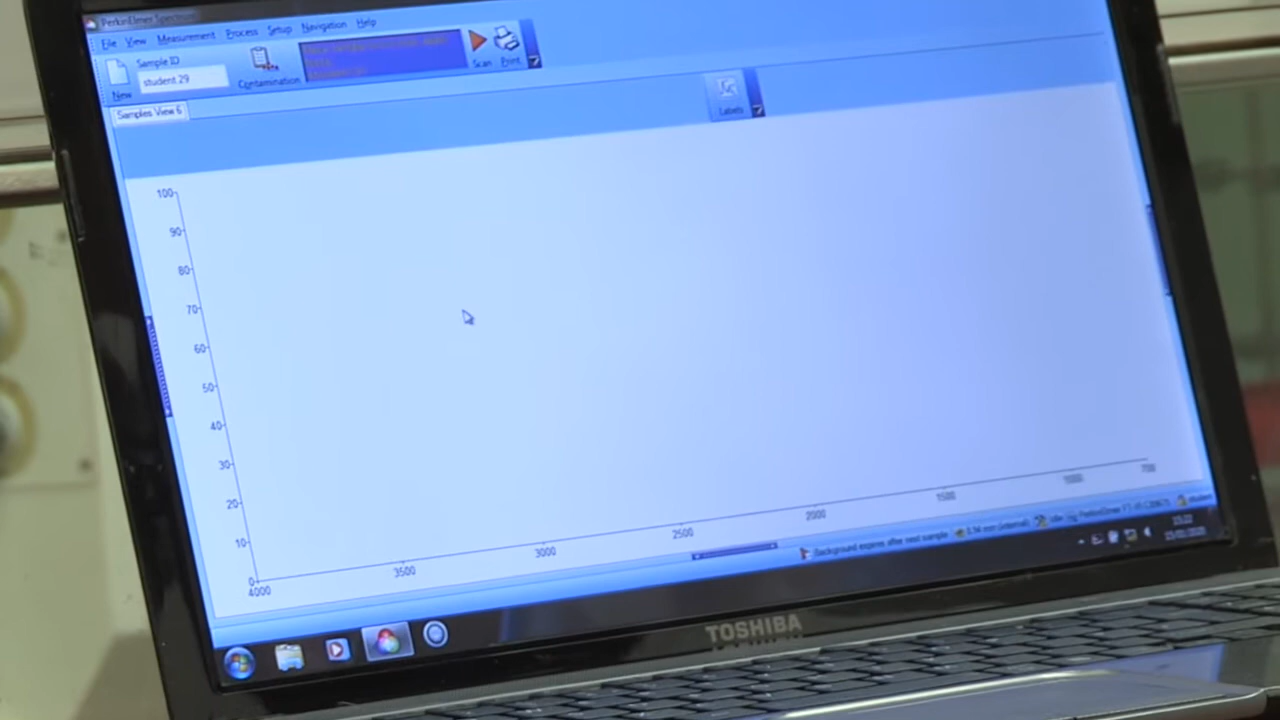 PerkinElmer Spectrum
File View Measurement Process Setup Navigation Help
Sample ID
student 29
New
Contamination
Scan
Print
Samples View 6
Labels
100
90
80
70
60
50
40
30
20
10
0
4000
3500
3000
2500
2000
1500
1000
700
Background expires after next sample
student
TOSHIBA